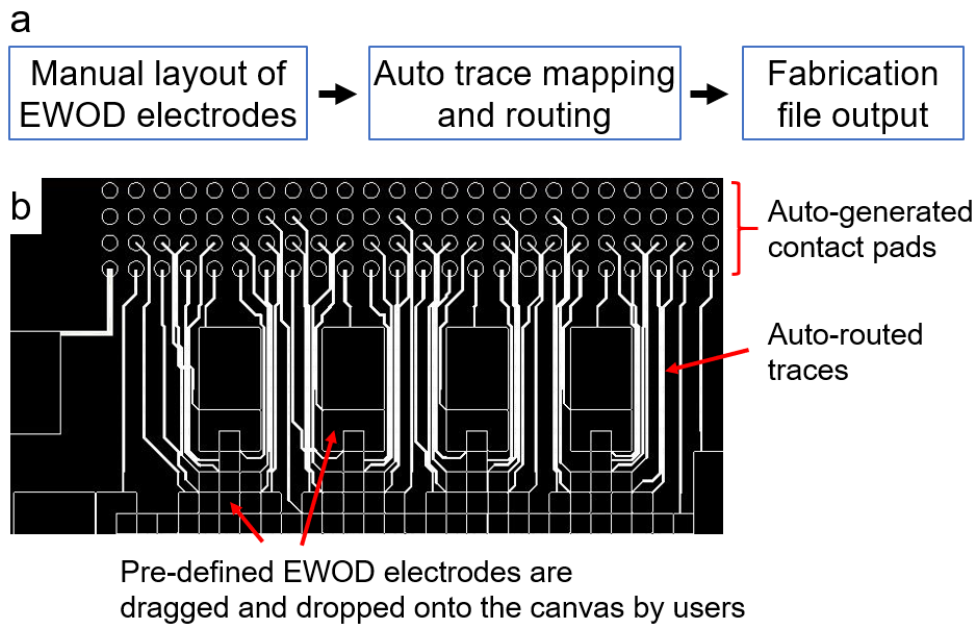 a
Manual layout of
EWOD electrodes
Auto trace mapping
and routing
Fabrication
file output
b
Auto-generated
contact pads
Auto-routed
traces
Pre-defined EWOD electrodes are
dragged and dropped onto the canvas by users